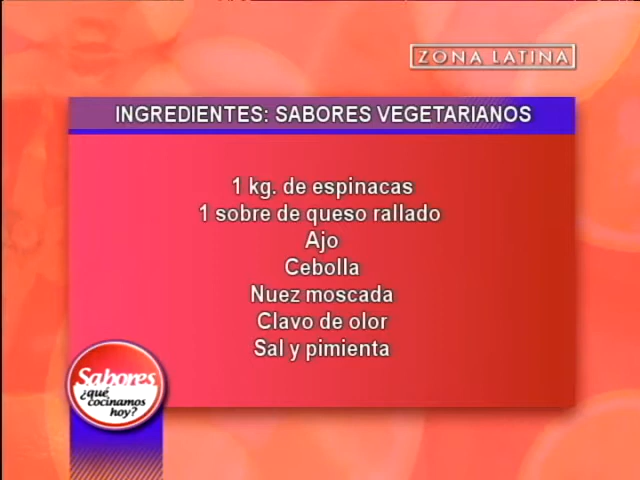 ZONA LATINA
INGREDIENTES: SABORES VEGETARIANOS
1 kg. de espinacas
1 sobre de queso rallado
Ajo
Cebolla
Nuez moscada
Clavo de olor
Sal y pimienta
Sabores
¿qué
cocinamos
hoy?